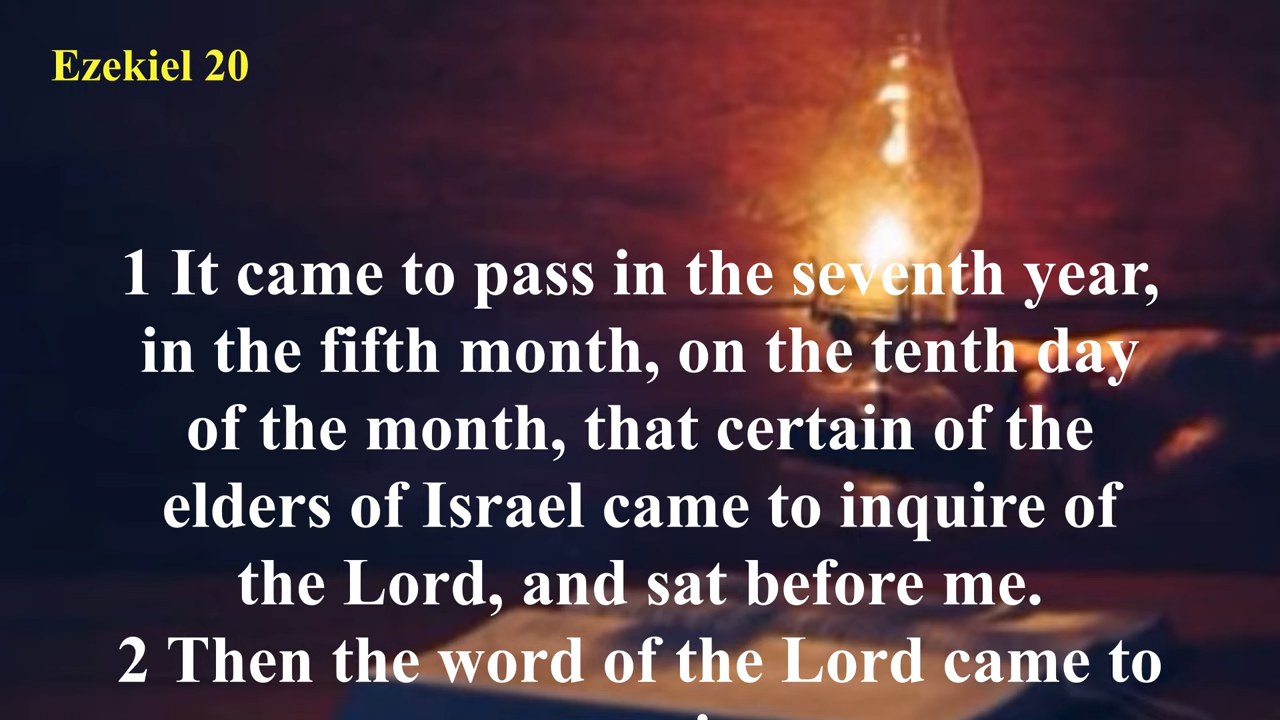 Ezekiel 20
1 It came to pass in the seventh year,
in the fifth month, on the tenth day
of the month, that certain of the
elders of Israel came to inquire of
the Lord, and sat before me.
2 Then the word of the Lord came to